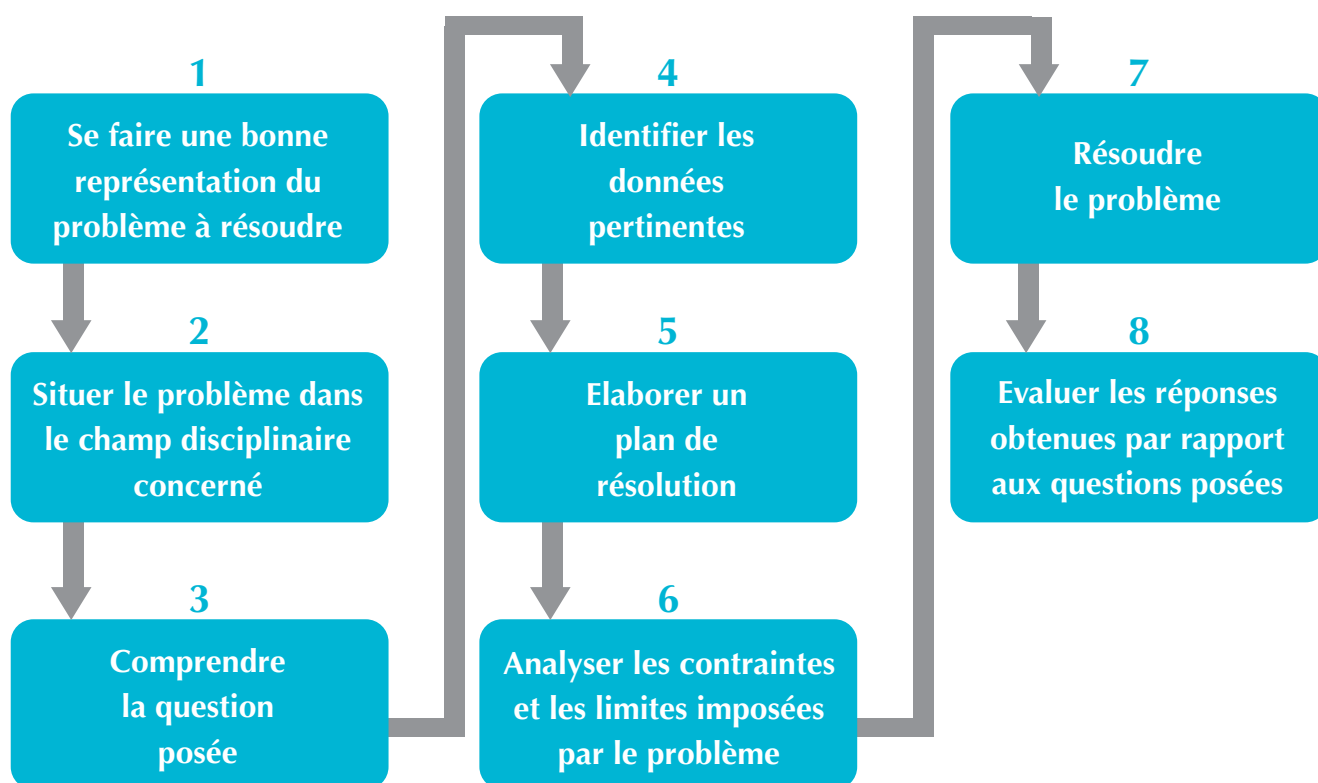 1
Se faire une bonne
représentation du
problème à résoudre
2
Situer le problème dans
le champ disciplinaire
concerné
3
Comprendre
la question
posée
4
Identifier les
données
pertinentes
5
Elaborer un
plan de
résolution
6
Analyser les contraintes
et les limites imposées
par le problème
7
Résoudre
le problème
8
Evaluer les réponses
obtenues par rapport
aux questions posées